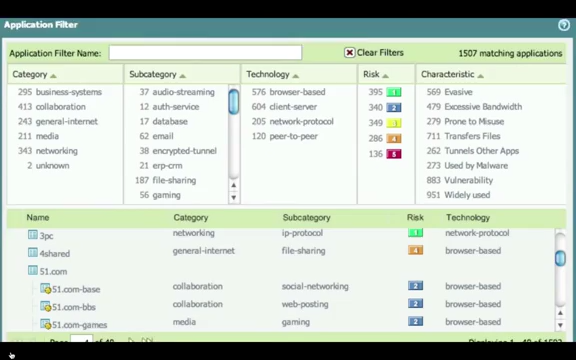 Application Filter
Application Filter Name: Clear Filters 1507 matching applications
Category Subcategory Technology Risk Characteristic
295 business-systems 37 audio-streaming 576 browser-based 395 1 569 Evasive
413 collaboration 12 auth-service 604 client-server 340 2 479 Excessive Bandwidth
243 general-internet 17 database 205 network-protocol 349 3 279 Prone to Misuse
211 media 62 email 120 peer-to-peer 286 4 711 Transfers Files
343 networking 38 encrypted-tunnel 136 5 262 Tunnels Other Apps
2 unknown 21 erp-crm 273 Used by Malware
187 file-sharing 883 Vulnerability
56 gaming 951 Widely used
Name Category Subcategory Risk Technology
3pc networking ip-protocol 1 network-protocol
4shared general-internet file-sharing 4 browser-based
51.com
51.com-base collaboration social-networking 2 browser-based
51.com-bbs collaboration web-posting 2 browser-based
51.com-games media gaming 2 browser-based
Page of 40 Displaying 1